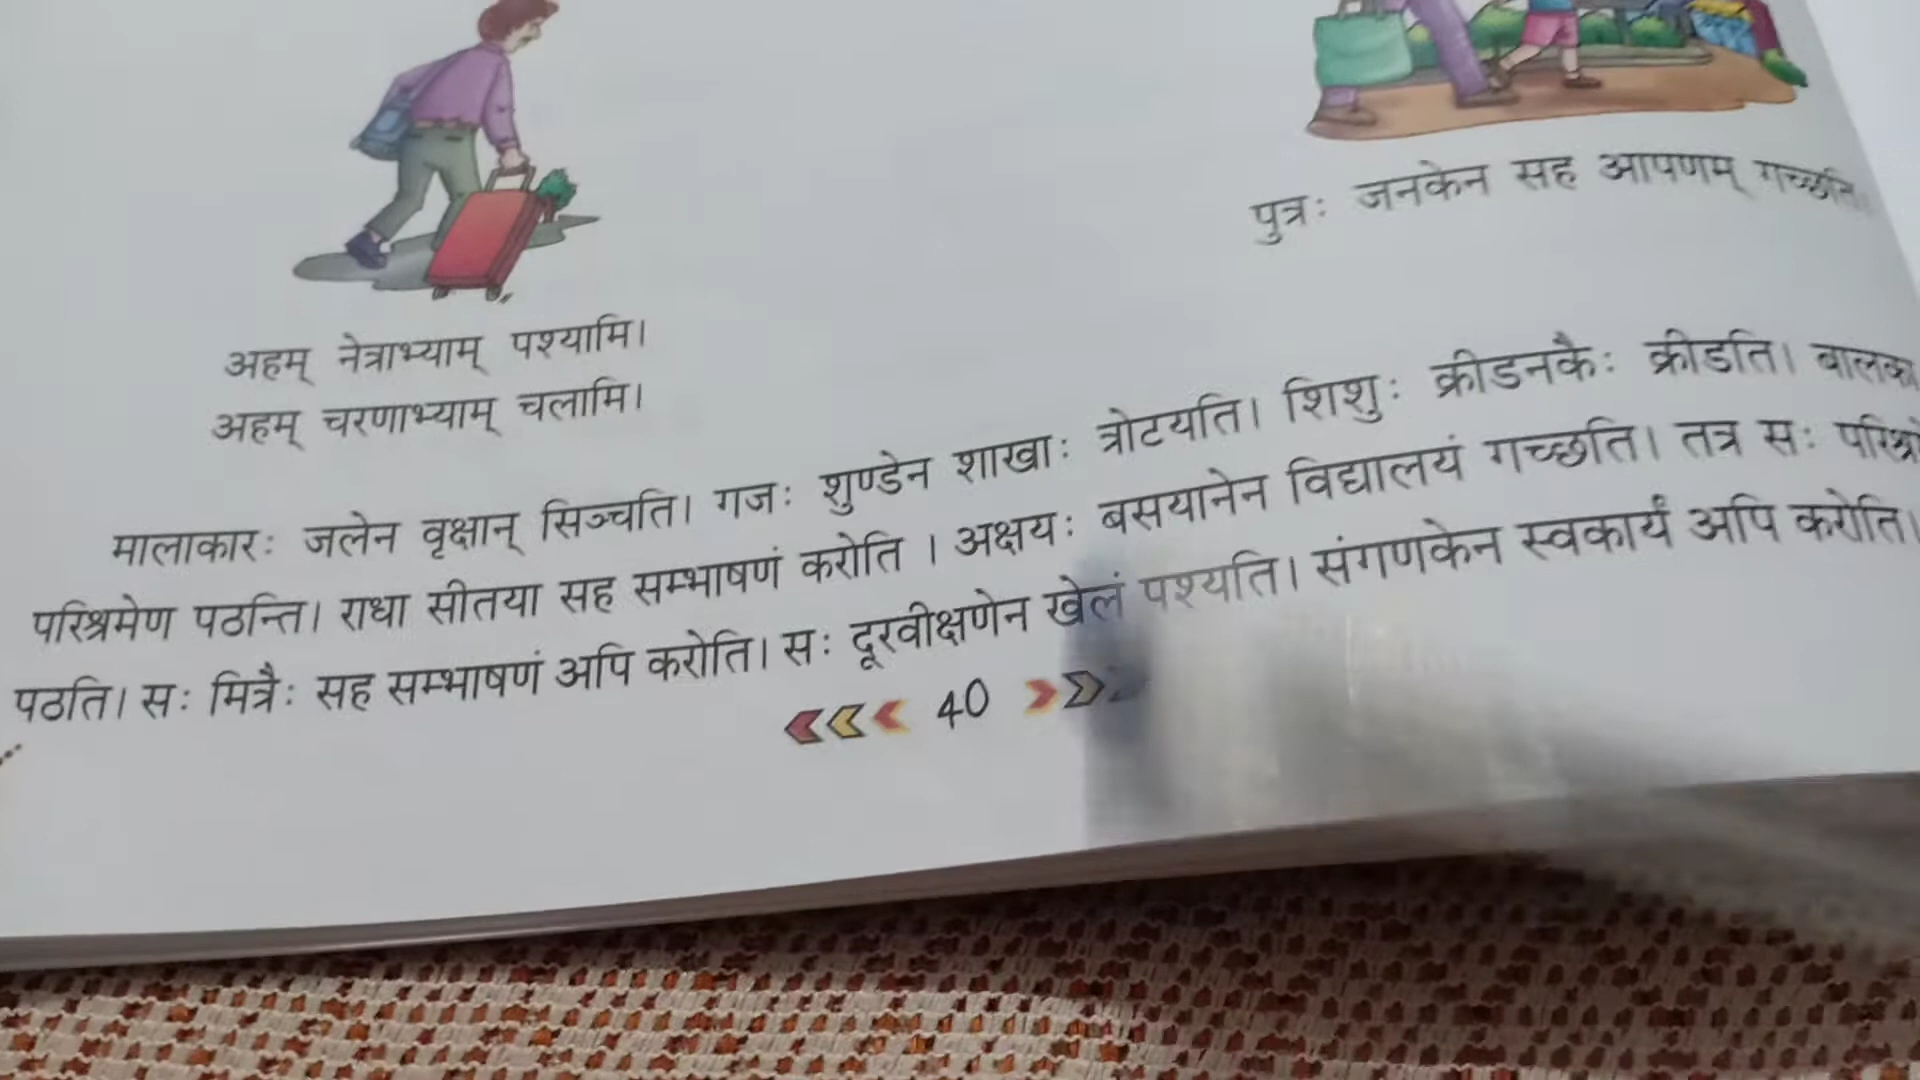 पुत्रः जनकेन सह आपणम् गच्छति
अहम् नेत्राभ्याम् पश्यामि।
अहम् चरणाभ्याम् चलामि।
मालाकारः जलेन वृक्षान् सिञ्चति। गजः शुण्डेन शाखाः त्रोटयति। शिशुः क्रीडनकैः क्रीडति।
परिश्रमेण पठन्ति। राधा सीतया सह सम्भाषणं करोति । अक्षयः बसयानेन विद्यालयं गच्छति। तत्र सः
पठति। सः मित्रैः सह सम्भाषणं अपि करोति। सः दूरवीक्षणेन खेलं पश्यति। संगणकेन स्वकार्यं अपि करोति।
40